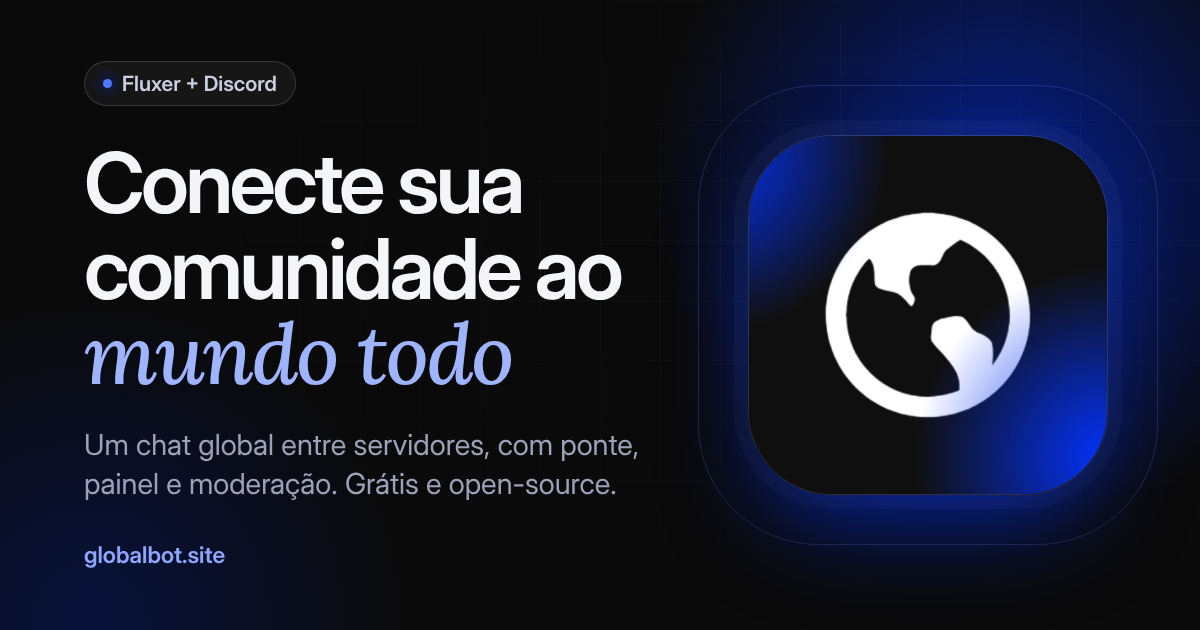 Fluxer + Discord
Conecte sua
comunidade ao
mundo todo
Um chat global entre servidores, com ponte,
painel e moderação. Grátis e open-source.
globalbot.site